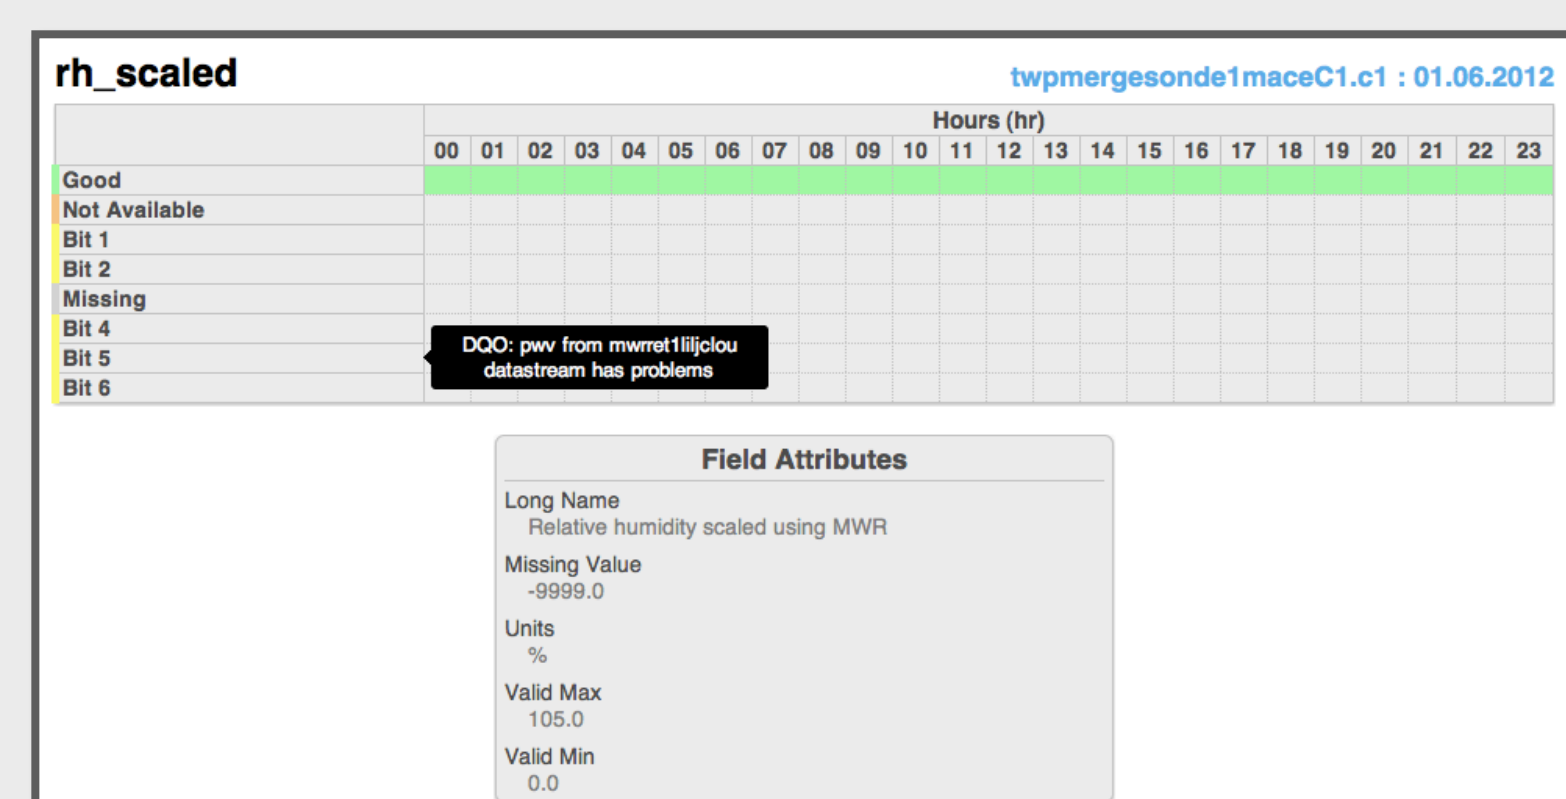 rh_scaled
twpmergesonde1maceC1.c1 : 01.06.2012
Hours (hr)
00 01 02 03 04 05 06 07 08 09 10 11 12 13 14 15 16 17 18 19 20 21 22 23
Good
Not Available
Bit 1
Bit 2
Missing
Bit 4
Bit 5
Bit 6
DQO: pwv from mwrret1liljclou
datastream has problems
Field Attributes
Long Name
Relative humidity scaled using MWR
Missing Value
-9999.0
Units
%
Valid Max
105.0
Valid Min
0.0